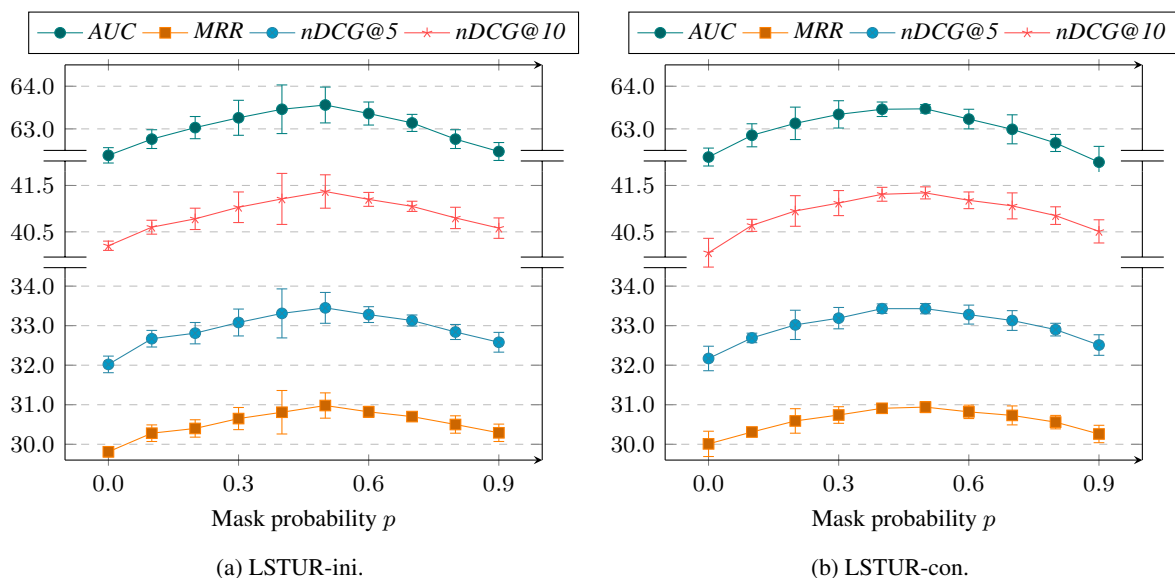 AUC MRR nDCG@5 nDCG@10
64.0
63.0
41.5
40.5
34.0
33.0
32.0
31.0
30.0
0.0 0.3 0.6 0.9
Mask probability p
(a) LSTUR-ini.
AUC MRR nDCG@5 nDCG@10
64.0
63.0
41.5
40.5
34.0
33.0
32.0
31.0
30.0
0.0 0.3 0.6 0.9
Mask probability p
(b) LSTUR-con.